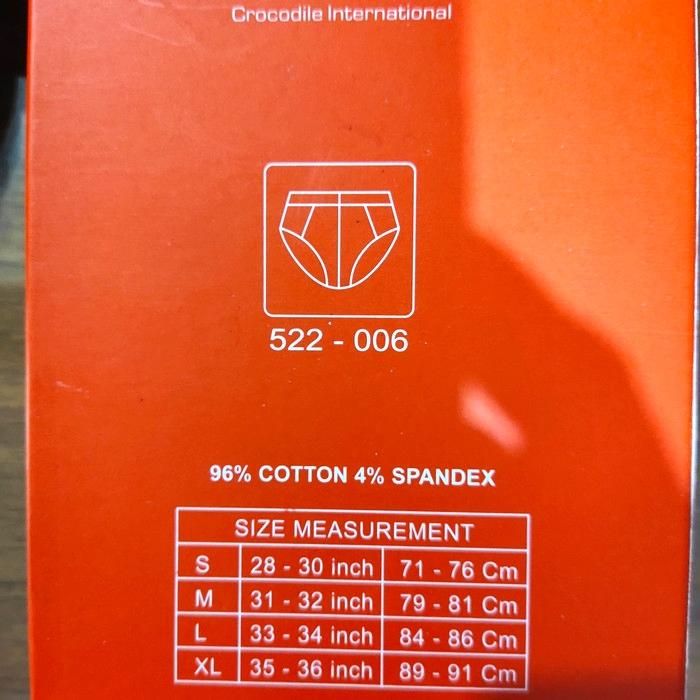 Crocodile International
522 - 006
96% COTTON 4% SPANDEX
SIZE MEASUREMENT
S 28 - 30 inch 71 - 76 Cm
M 31 - 32 inch 79 - 81 Cm
L 33 - 34 inch 84 - 86 Cm
XL 35 - 36 inch 89 - 91 Cm